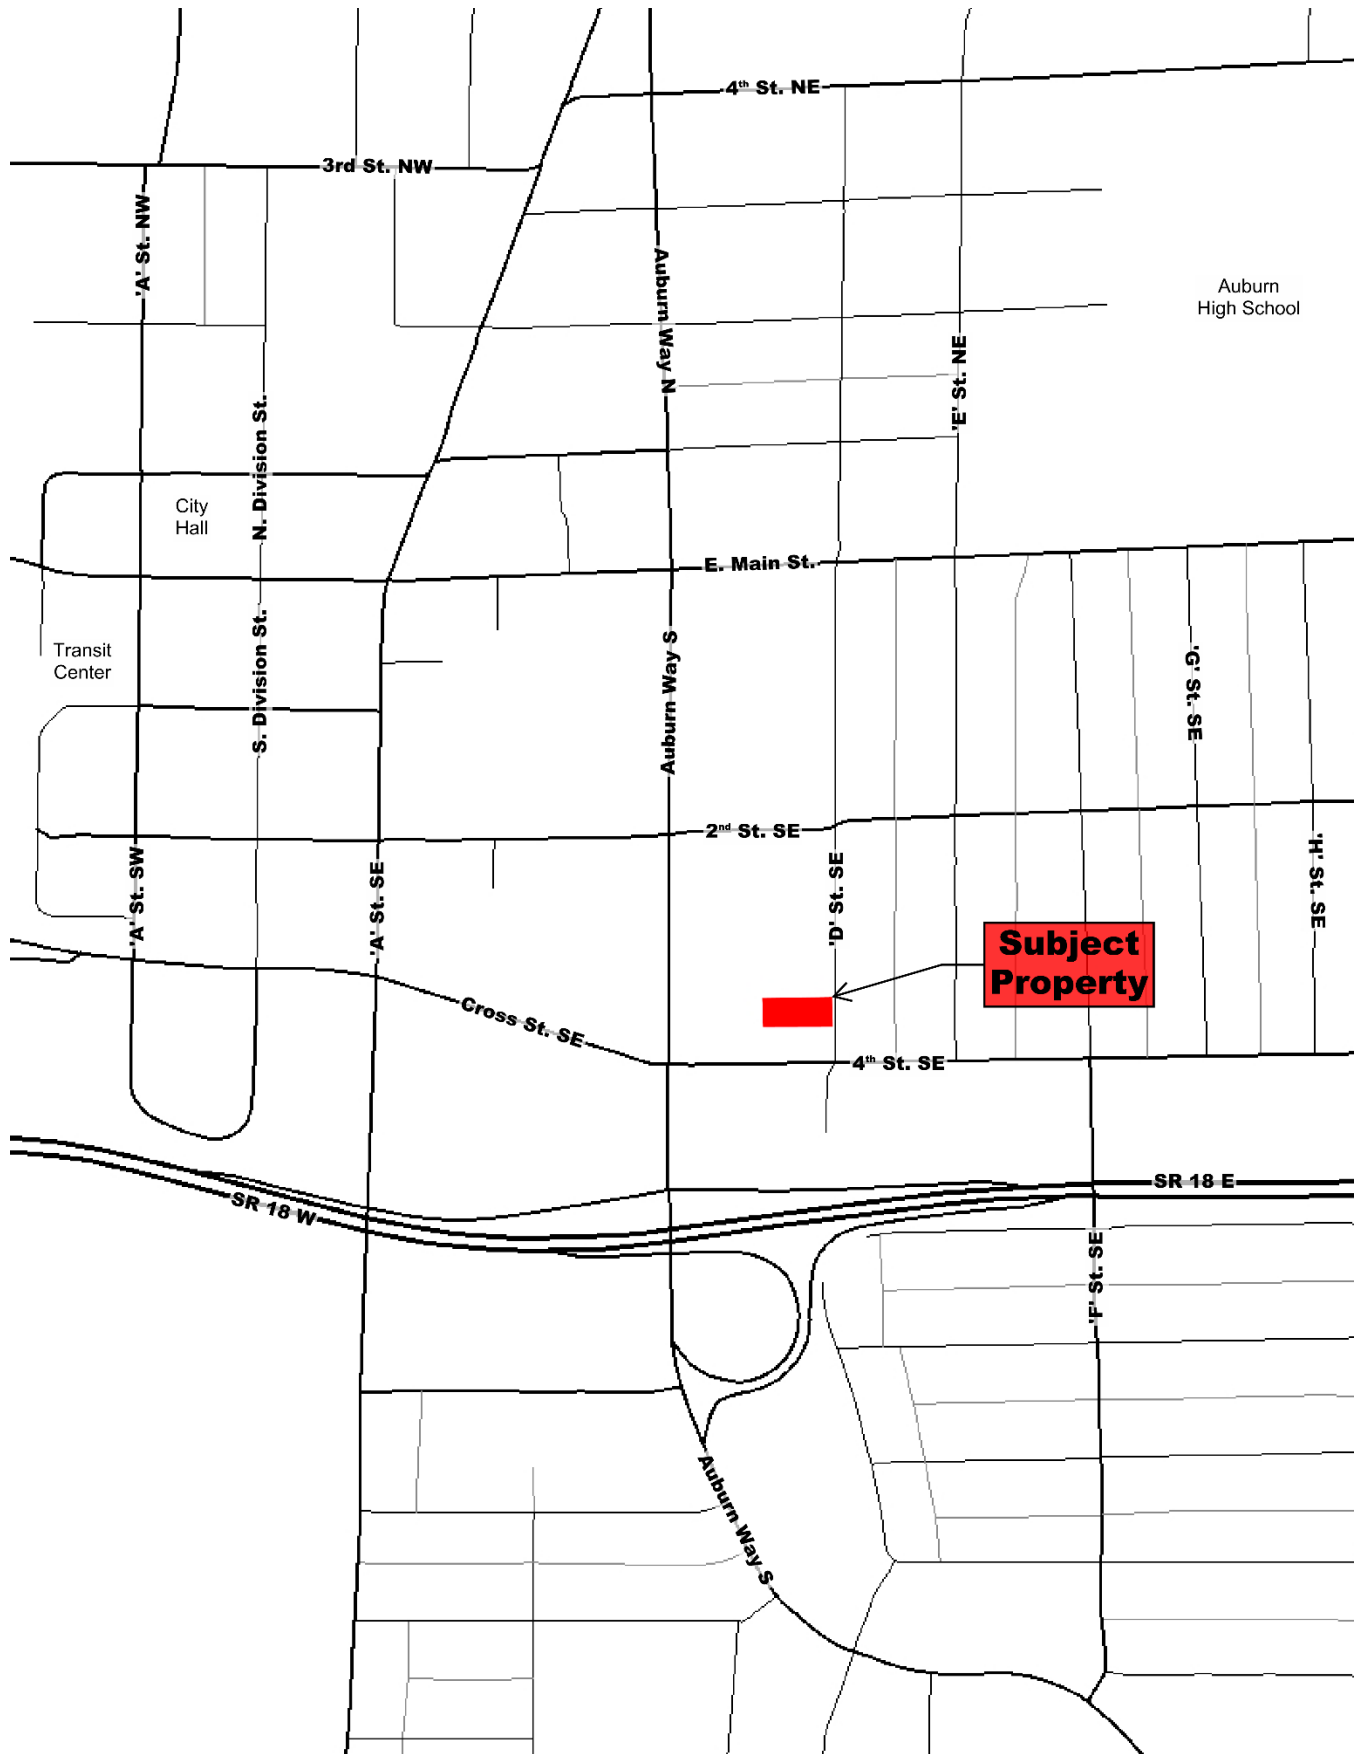 4th St. NE
3rd St. NW
'A' St. NW
Auburn Way N
Auburn
High School
'E' St. NE
N. Division St.
City
Hall
E. Main St.
S. Division St.
Transit
Center
Auburn Way S
'G' St. SE
2nd St. SE
'A' St. SW
'A' St. SE
'D' St. SE
'H' St. SE
Subject
Property
Cross St. SE
4th St. SE
SR 18 E
SR 18 W
'F' St. SE
Auburn Way S